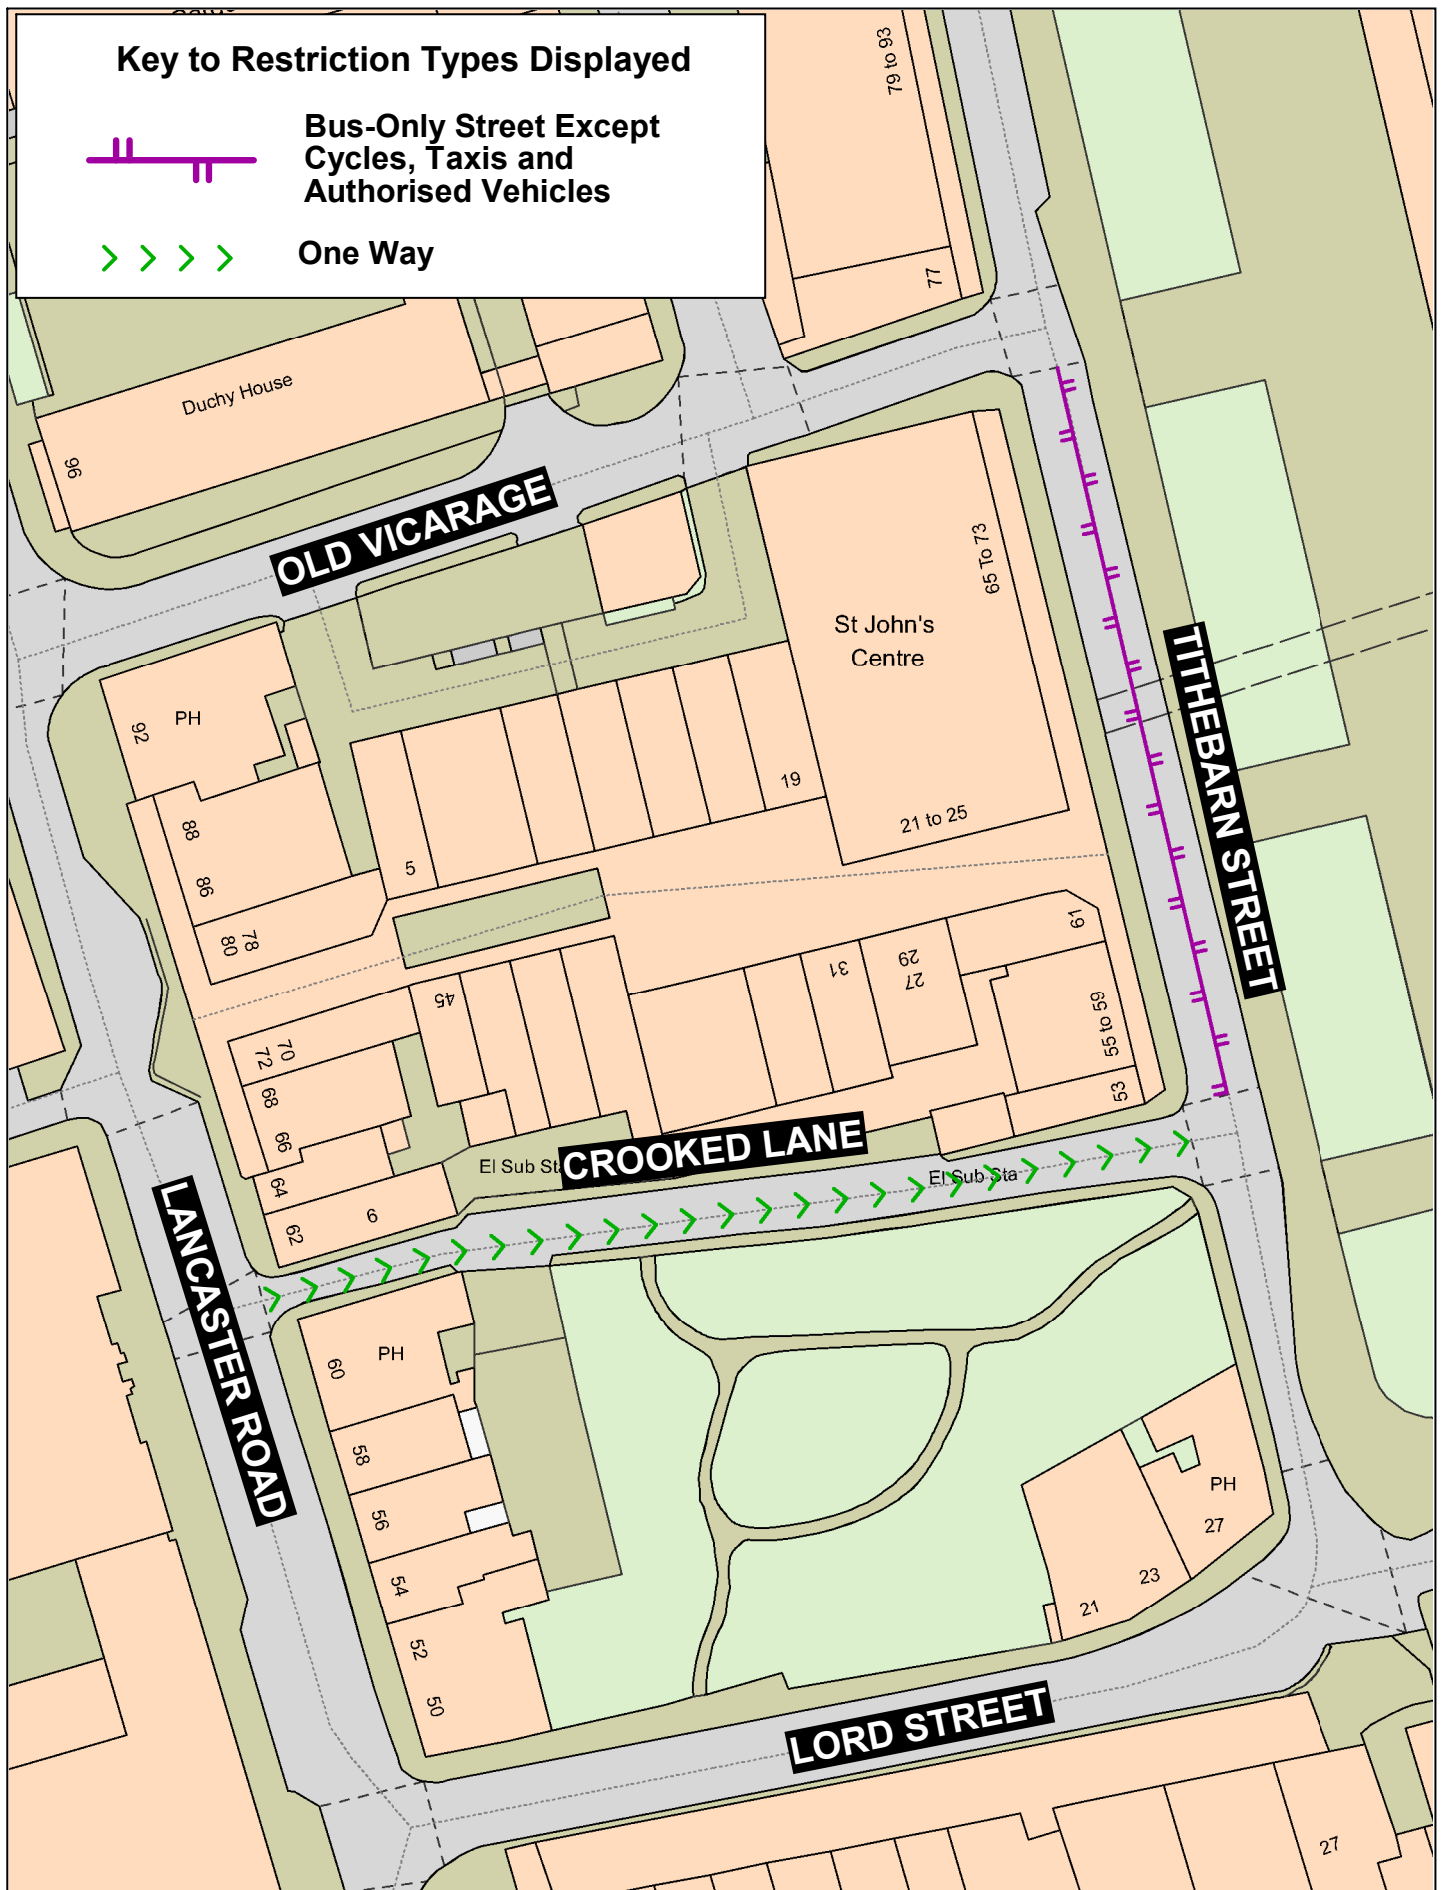 Key to Restriction Types Displayed
Bus-Only Street Except
Cycles, Taxis and
Authorised Vehicles
One Way
79 to 93
77
Duchy House
96
OLD VICARAGE
65 To 73
St John's
Centre
TITHEBARN STREET
PH
92
19
21 to 25
88
86
5
78
80
61
31
29
27
45
55 to 59
70
72
53
68
66
CROOKED LANE
El Sub Sta
El Sub Sta
64
62
6
LANCASTER ROAD
60
PH
58
56
PH
27
54
23
21
52
50
LORD STREET
27